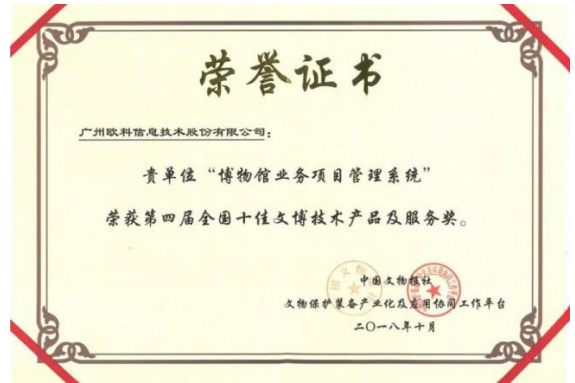 荣誉证书
广州欧科信息技术股份有限公司：
贵单位“博物馆业务项目管理系统”
荣获第四届全国十佳文博技术产品及服务奖。
中国文物报社
文物保护装备产业化及应用协同工作平台
二〇一八年十月